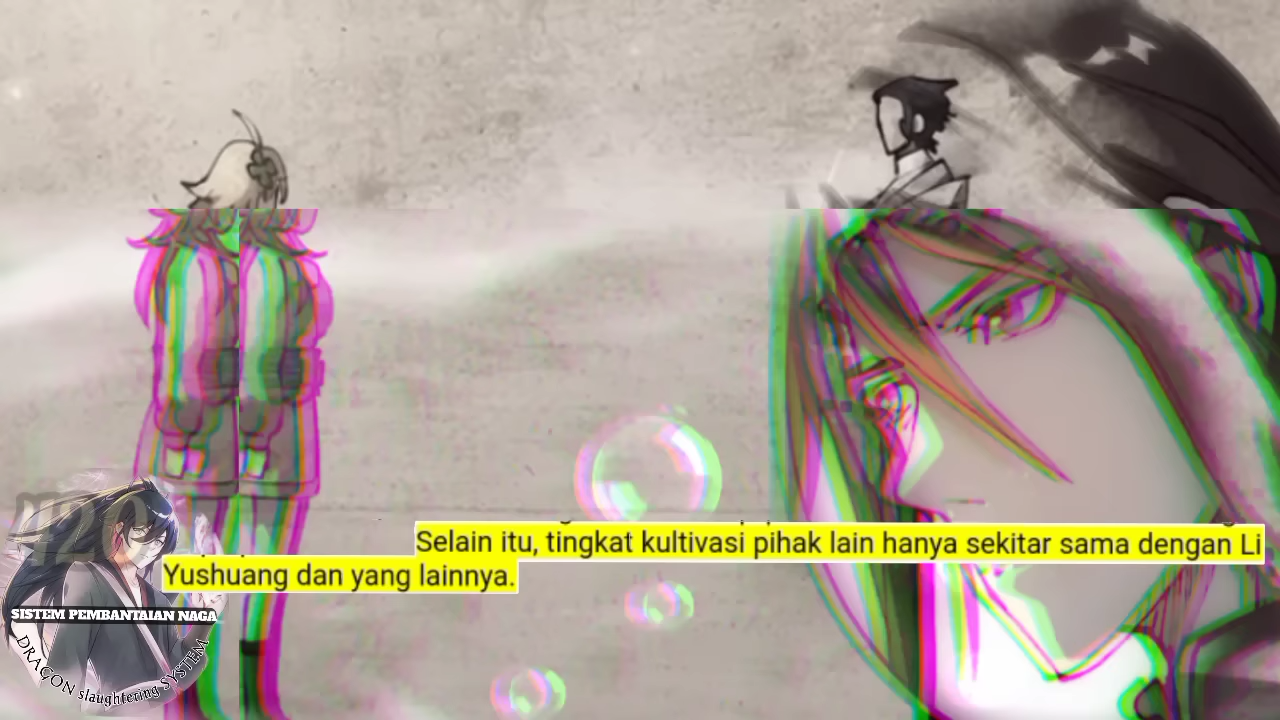 Selain itu, tingkat kultivasi pihak lain hanya sekitar sama dengan Li
Yushuang dan yang lainnya.
SISTEM PEMBANTAIAN NAGA
DRAGON slaughtering SYSTEM